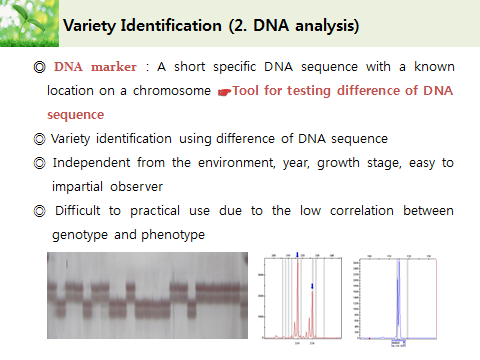 Variety Identification (2. DNA analysis)
◎ DNA marker : A short specific DNA sequence with a known
location on a chromosome ☛Tool for testing difference of DNA
sequence
◎ Variety identification using difference of DNA sequence
◎ Independent from the environment, year, growth stage, easy to
impartial observer
◎ Difficult to practical use due to the low correlation between
genotype and phenotype